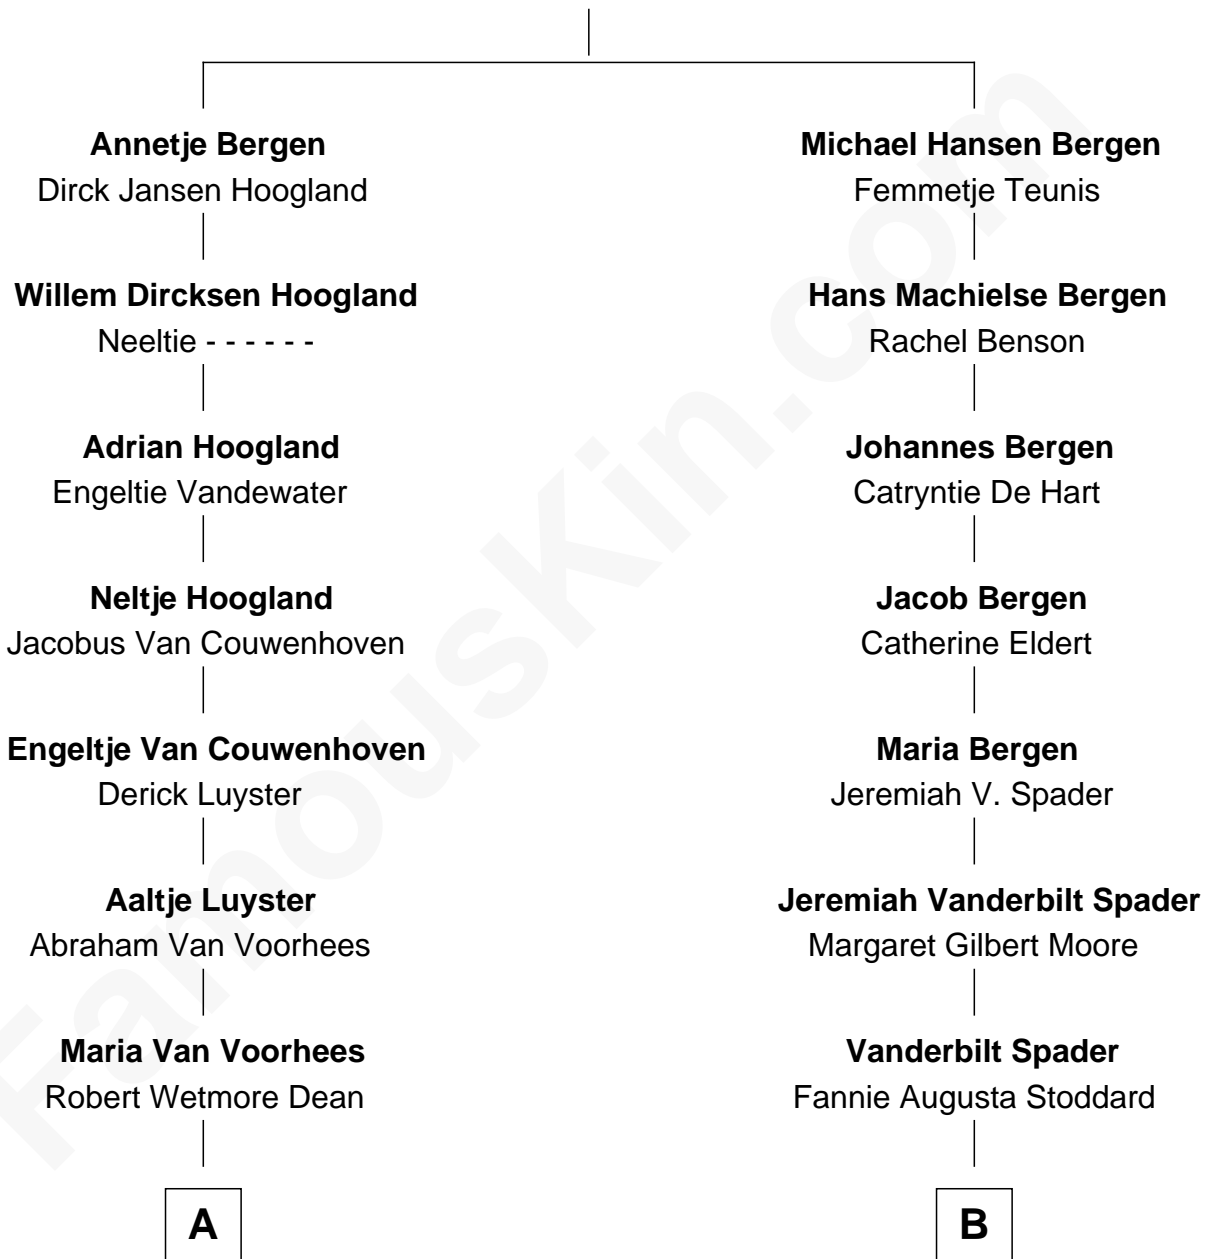 Annetje Bergen
Dirck Jansen Hoogland
Willem Dircksen Hoogland
Neeltie - - - - - -
Adrian Hoogland
Engeltie Vandewater
Neltje Hoogland
Jacobus Van Couwenhoven
Engeltje Van Couwenhoven
Derick Luyster
Aaltje Luyster
Abraham Van Voorhees
Maria Van Voorhees
Robert Wetmore Dean
A
Michael Hansen Bergen
Femmetje Teunis
Hans Machielse Bergen
Rachel Benson
Johannes Bergen
Catryntie De Hart
Jacob Bergen
Catherine Eldert
Maria Bergen
Jeremiah V. Spader
Jeremiah Vanderbilt Spader
Margaret Gilbert Moore
Vanderbilt Spader
Fannie Augusta Stoddard
B
FamousKin.com